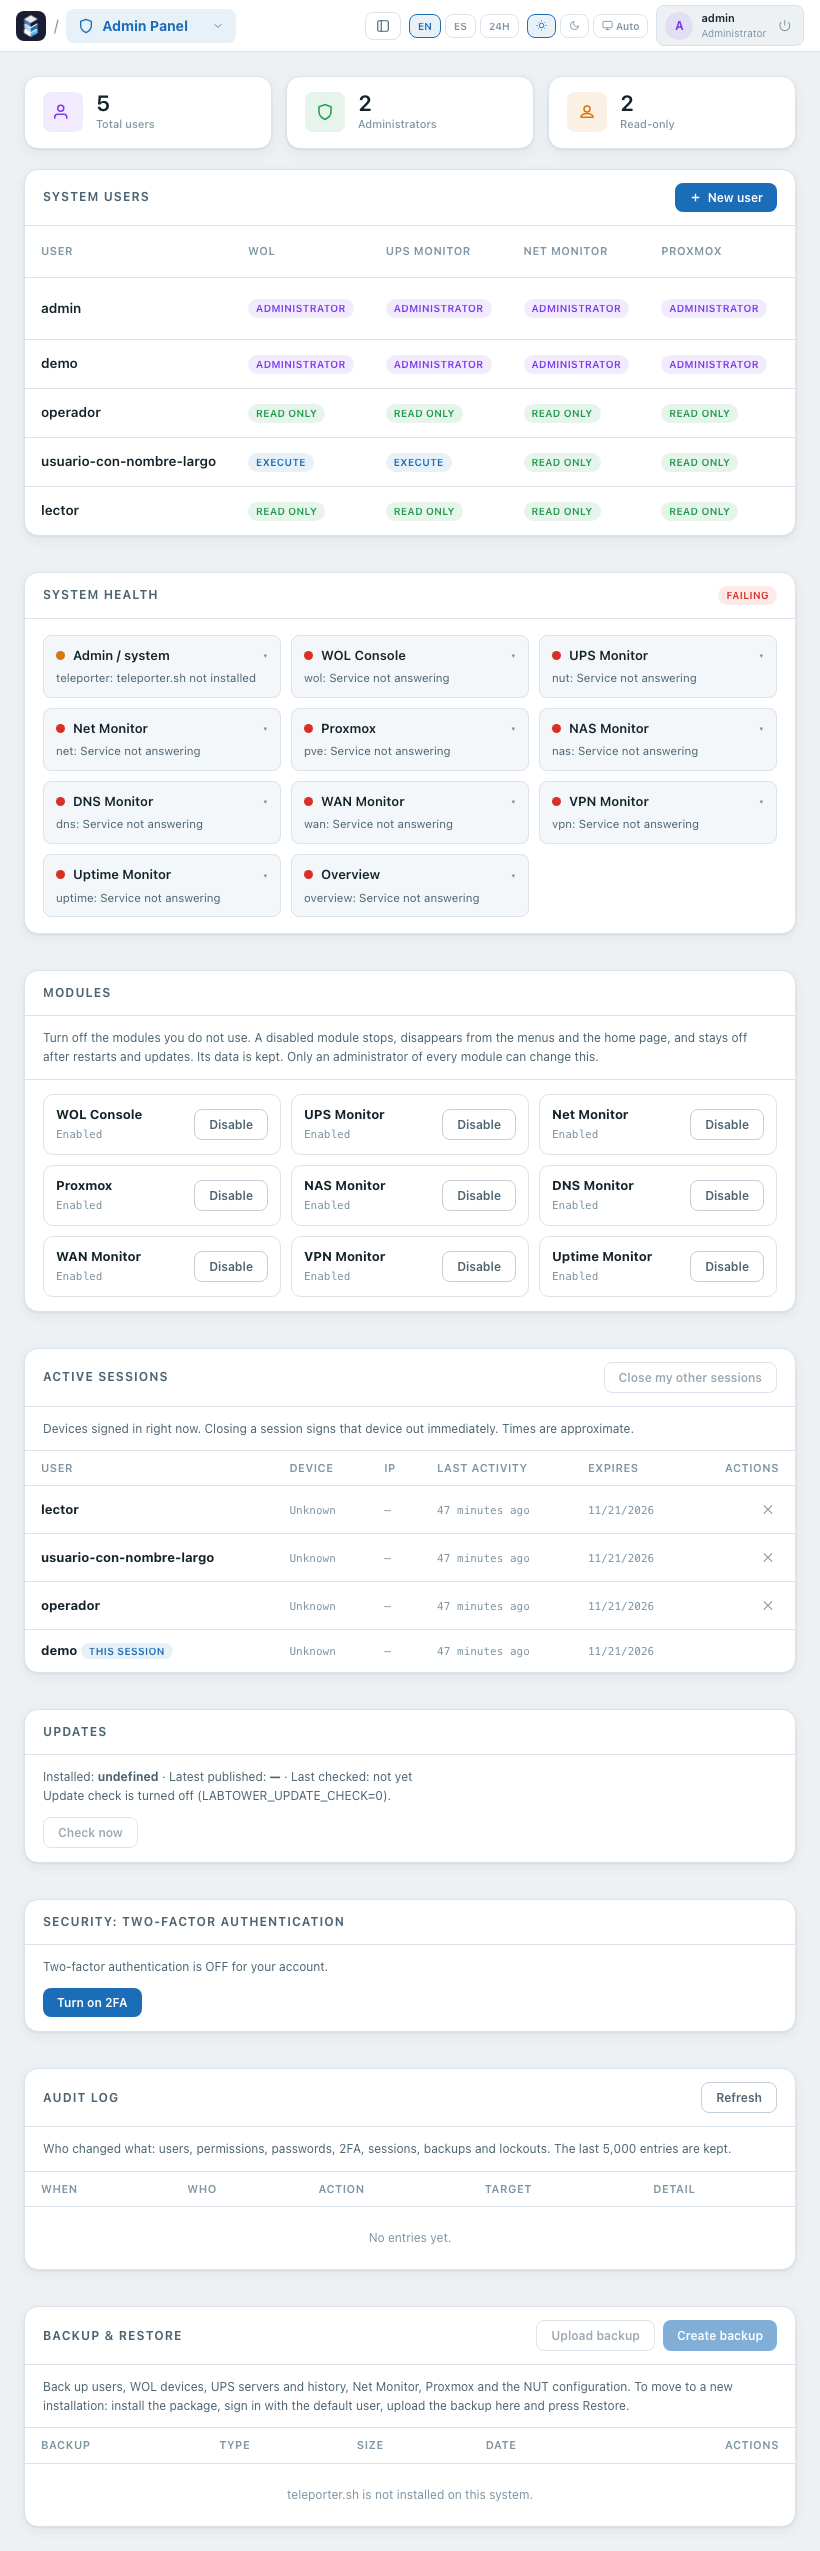 / Admin Panel
EN ES 24H Auto
A admin
Administrator
5
Total users
2
Administrators
2
Read-only
SYSTEM USERS
+ New user
USER WOL UPS MONITOR NET MONITOR PROXMOX
admin ADMINISTRATOR ADMINISTRATOR ADMINISTRATOR ADMINISTRATOR
demo ADMINISTRATOR ADMINISTRATOR ADMINISTRATOR ADMINISTRATOR
operador READ ONLY READ ONLY READ ONLY READ ONLY
usuario-con-nombre-largo EXECUTE EXECUTE READ ONLY READ ONLY
lector READ ONLY READ ONLY READ ONLY READ ONLY
SYSTEM HEALTH FAILING
Admin / system
teleporter: teleporter.sh not installed
WOL Console
wol: Service not answering
UPS Monitor
nut: Service not answering
Net Monitor
net: Service not answering
Proxmox
pve: Service not answering
NAS Monitor
nas: Service not answering
DNS Monitor
dns: Service not answering
WAN Monitor
wan: Service not answering
VPN Monitor
vpn: Service not answering
Uptime Monitor
uptime: Service not answering
Overview
overview: Service not answering
MODULES
Turn off the modules you do not use. A disabled module stops, disappears from the menus and the home page, and stays off
after restarts and updates. Its data is kept. Only an administrator of every module can change this.
WOL Console
Enabled
Disable
UPS Monitor
Enabled
Disable
Net Monitor
Enabled
Disable
Proxmox
Enabled
Disable
NAS Monitor
Enabled
Disable
DNS Monitor
Enabled
Disable
WAN Monitor
Enabled
Disable
VPN Monitor
Enabled
Disable
Uptime Monitor
Enabled
Disable
ACTIVE SESSIONS
Close my other sessions
Devices signed in right now. Closing a session signs that device out immediately. Times are approximate.
USER DEVICE IP LAST ACTIVITY EXPIRES ACTIONS
lector Unknown — 47 minutes ago 11/21/2026
usuario-con-nombre-largo Unknown — 47 minutes ago 11/21/2026
operador Unknown — 47 minutes ago 11/21/2026
demo THIS SESSION Unknown — 47 minutes ago 11/21/2026
UPDATES
Installed: undefined · Latest published: — · Last checked: not yet
Update check is turned off (LABTOWER_UPDATE_CHECK=0).
Check now
SECURITY: TWO-FACTOR AUTHENTICATION
Two-factor authentication is OFF for your account.
Turn on 2FA
AUDIT LOG
Refresh
Who changed what: users, permissions, passwords, 2FA, sessions, backups and lockouts. The last 5,000 entries are kept.
WHEN WHO ACTION TARGET DETAIL
No entries yet.
BACKUP & RESTORE
Upload backup
Create backup
Back up users, WOL devices, UPS servers and history, Net Monitor, Proxmox and the NUT configuration. To move to a new
installation: install the package, sign in with the default user, upload the backup here and press Restore.
BACKUP TYPE SIZE DATE ACTIONS
teleporter.sh is not installed on this system.